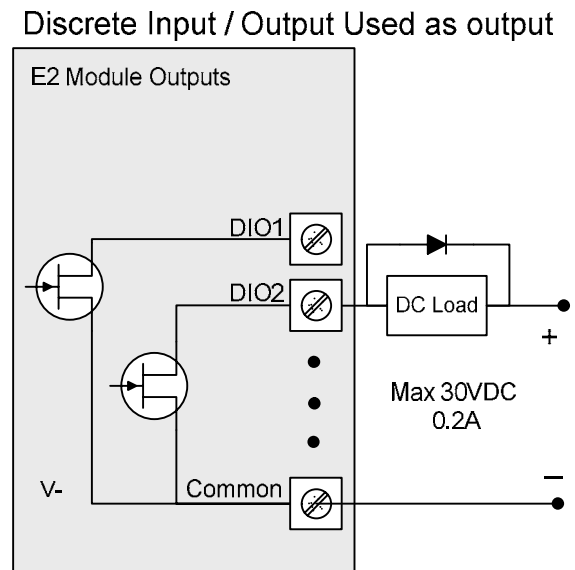 Discrete Input / Output Used as output
E2 Module Outputs
DIO1
DIO2
DC Load
+
Max 30VDC
0.2A
V-
Common
−